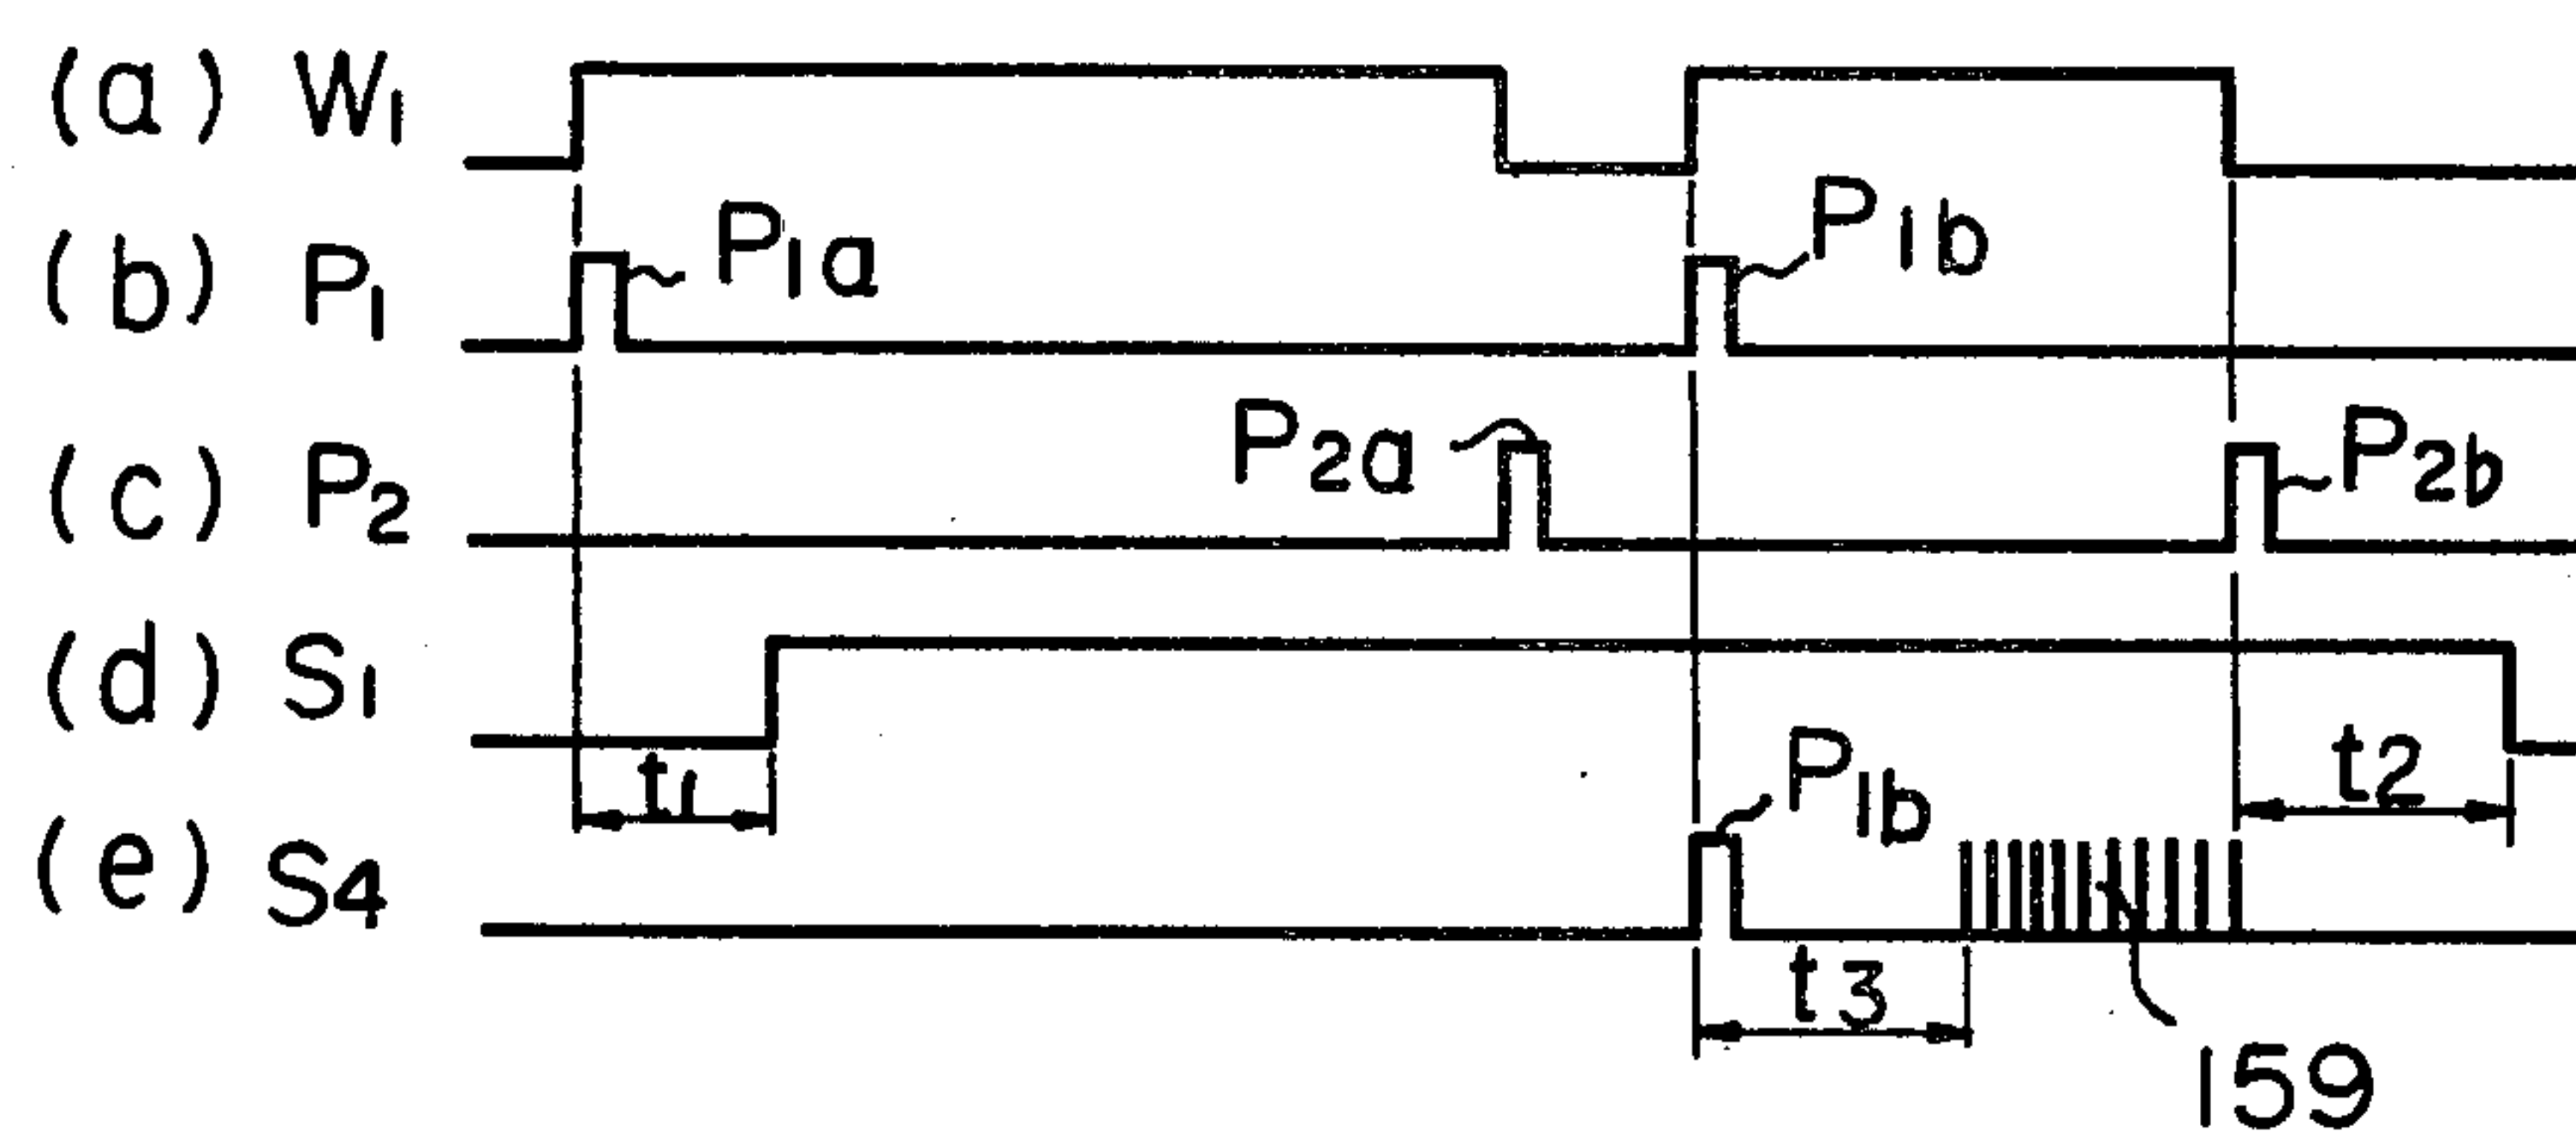 (a) W1
(b) P1 P1a P1b
(c) P2 P2a P2b
(d) S1
t1 t2
(e) S4 P1b
t3
159